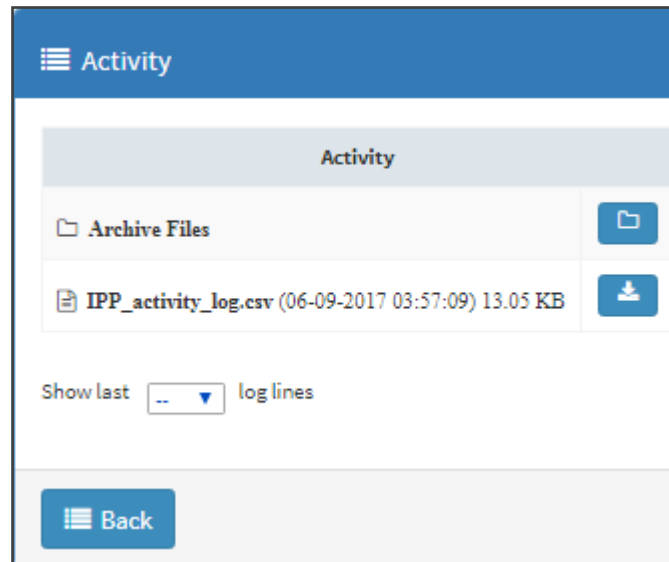 Activity
Activity
Archive Files
IPP_activity_log.csv (06-09-2017 03:57:09) 13.05 KB
Show last -- log lines
Back